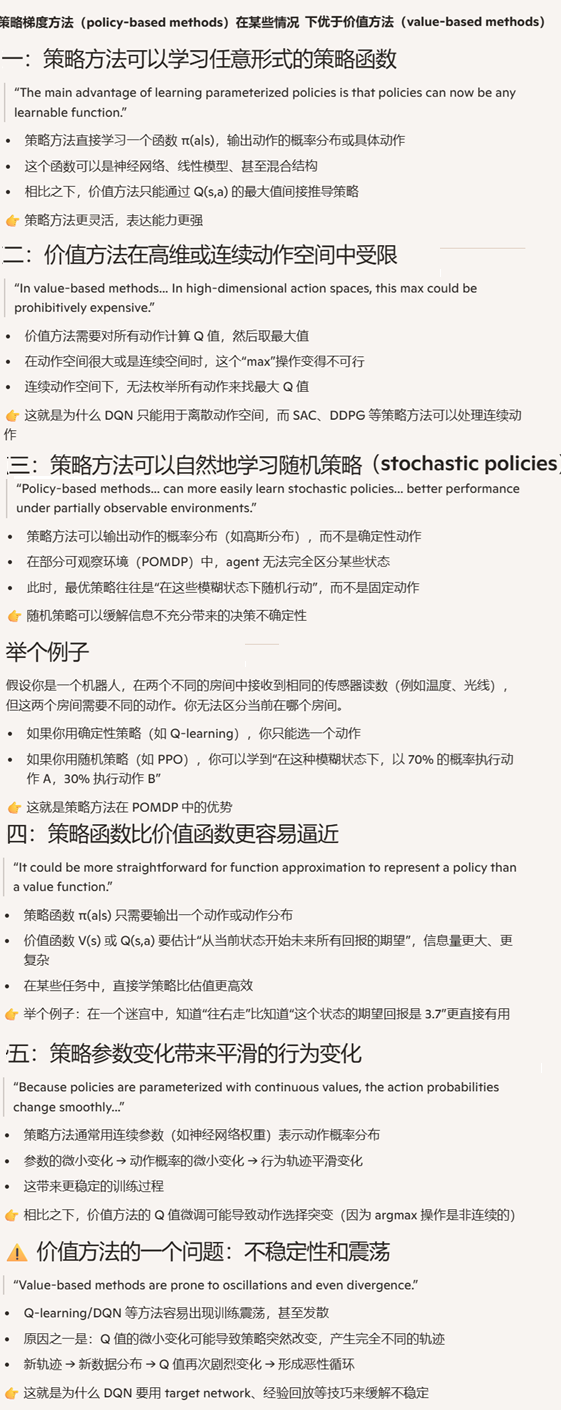 策略梯度方法（policy-based methods）在某些情况 下优于价值方法（value-based methods）
一：策略方法可以学习任意形式的策略函数
“The main advantage of learning parameterized policies is that policies can now be any
learnable function.”
• 策略方法直接学习一个函数 π(a|s)，输出动作的概率分布或具体动作
• 这个函数可以是神经网络、线性模型、甚至混合结构
• 相比之下，价值方法只能通过 Q(s,a) 的最大值间接推导策略
👉 策略方法更灵活，表达能力更强
二：价值方法在高维或连续动作空间中受限
“In value-based methods... In high-dimensional action spaces, this max could be
prohibitively expensive.”
• 价值方法需要对所有动作计算 Q 值，然后取最大值
• 在动作空间很大或是连续空间时，这个“max”操作变得不可行
• 连续动作空间下，无法枚举所有动作来找最大 Q 值
👉 这就是为什么 DQN 只能用于离散动作空间，而 SAC、DDPG 等策略方法可以处理连续动
作
三：策略方法可以自然地学习随机策略（stochastic policies）
“Policy-based methods... can more easily learn stochastic policies... better performance
under partially observable environments.”
• 策略方法可以输出动作的概率分布（如高斯分布），而不是确定性动作
• 在部分可观察环境（POMDP）中，agent 无法完全区分某些状态
• 此时，最优策略往往是“在这些模糊状态下随机行动”，而不是固定动作
👉 随机策略可以缓解信息不充分带来的决策不确定性
举个例子
假设你是一个机器人，在两个不同的房间中接收到相同的传感器读数（例如温度、光线），
但这两个房间需要不同的动作。你无法区分当前在哪个房间。
• 如果你用确定性策略（如 Q-learning），你只能选一个动作
• 如果你用随机策略（如 PPO），你可以学到“在这种模糊状态下，以 70% 的概率执行动
作 A，30% 执行动作 B”
👉 这就是策略方法在 POMDP 中的优势
四：策略函数比价值函数更容易逼近
“It could be more straightforward for function approximation to represent a policy than
a value function.”
• 策略函数 π(a|s) 只需要输出一个动作或动作分布
• 价值函数 V(s) 或 Q(s,a) 要估计“从当前状态开始未来所有回报的期望”，信息量更大、更
复杂
• 在某些任务中，直接学策略比估值更高效
👉 举个例子：在一个迷宫中，知道“往右走”比知道“这个状态的期望回报是 3.7”更直接有用
五：策略参数变化带来平滑的行为变化
“Because policies are parameterized with continuous values, the action probabilities
change smoothly...”
• 策略方法通常用连续参数（如神经网络权重）表示动作概率分布
• 参数的微小变化 → 动作概率的微小变化 → 行为轨迹平滑变化
• 这带来更稳定的训练过程
👉 相比之下，价值方法的 Q 值微调可能导致动作选择突变（因为 argmax 操作是非连续的）
⚠️ 价值方法的一个问题：不稳定性和震荡
“Value-based methods are prone to oscillations and even divergence.”
• Q-learning/DQN 等方法容易出现训练震荡，甚至发散
• 原因之一是：Q 值的微小变化可能导致策略突然改变，产生完全不同的轨迹
• 新轨迹 → 新数据分布 → Q 值再次剧烈变化 → 形成恶性循环
👉 这就是为什么 DQN 要用 target network、经验回放等技巧来缓解不稳定